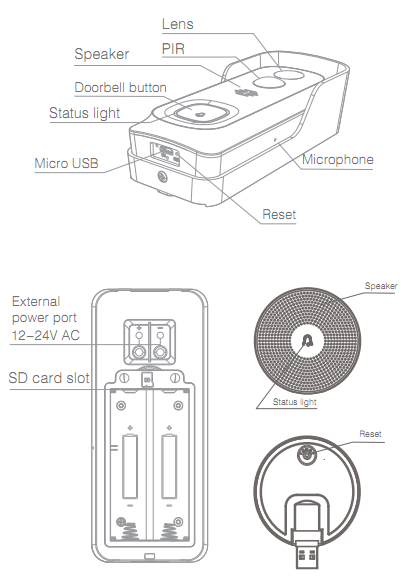 Lens
PIR
Speaker
Doorbell button
Status light
Micro USB
Microphone
Reset
External
power port
12–24V AC
SD card slot
Speaker
Status light
Reset